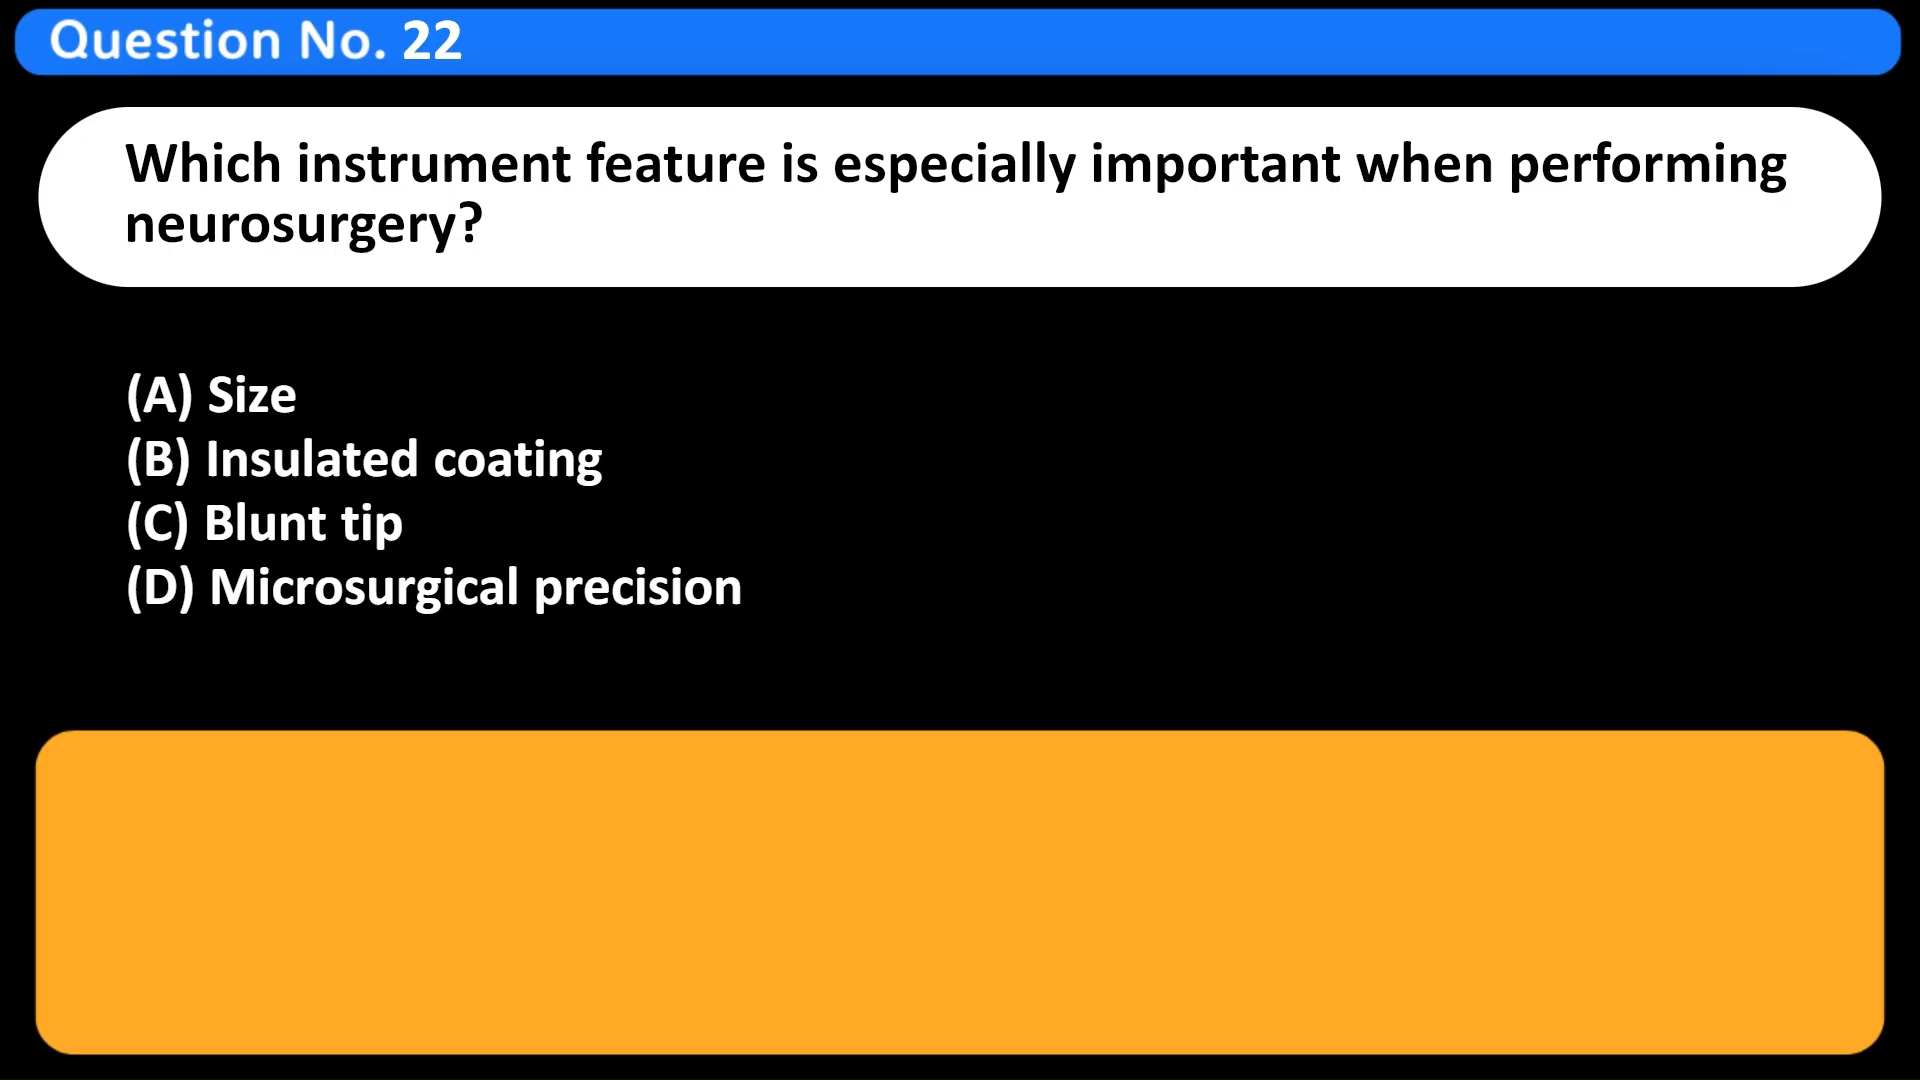 Question No. 22
Which instrument feature is especially important when performing
neurosurgery?
(A) Size
(B) Insulated coating
(C) Blunt tip
(D) Microsurgical precision